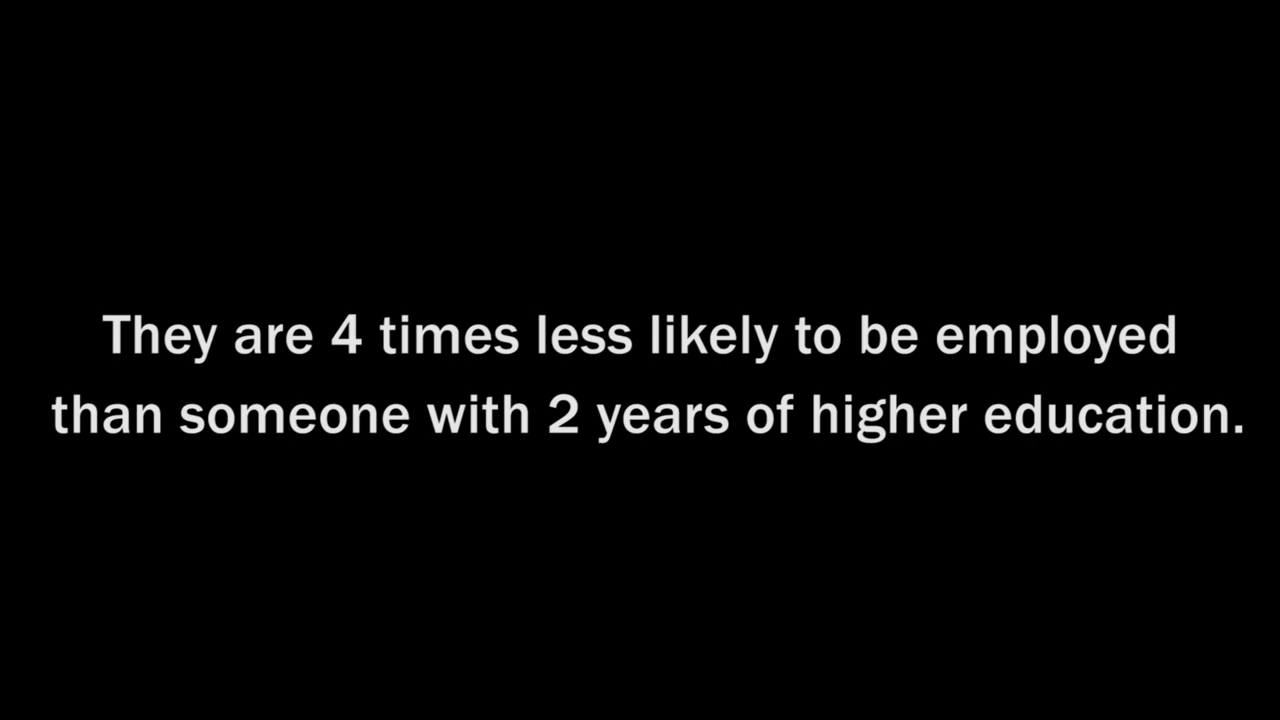 They are 4 times less likely to be employed
than someone with 2 years of higher education.